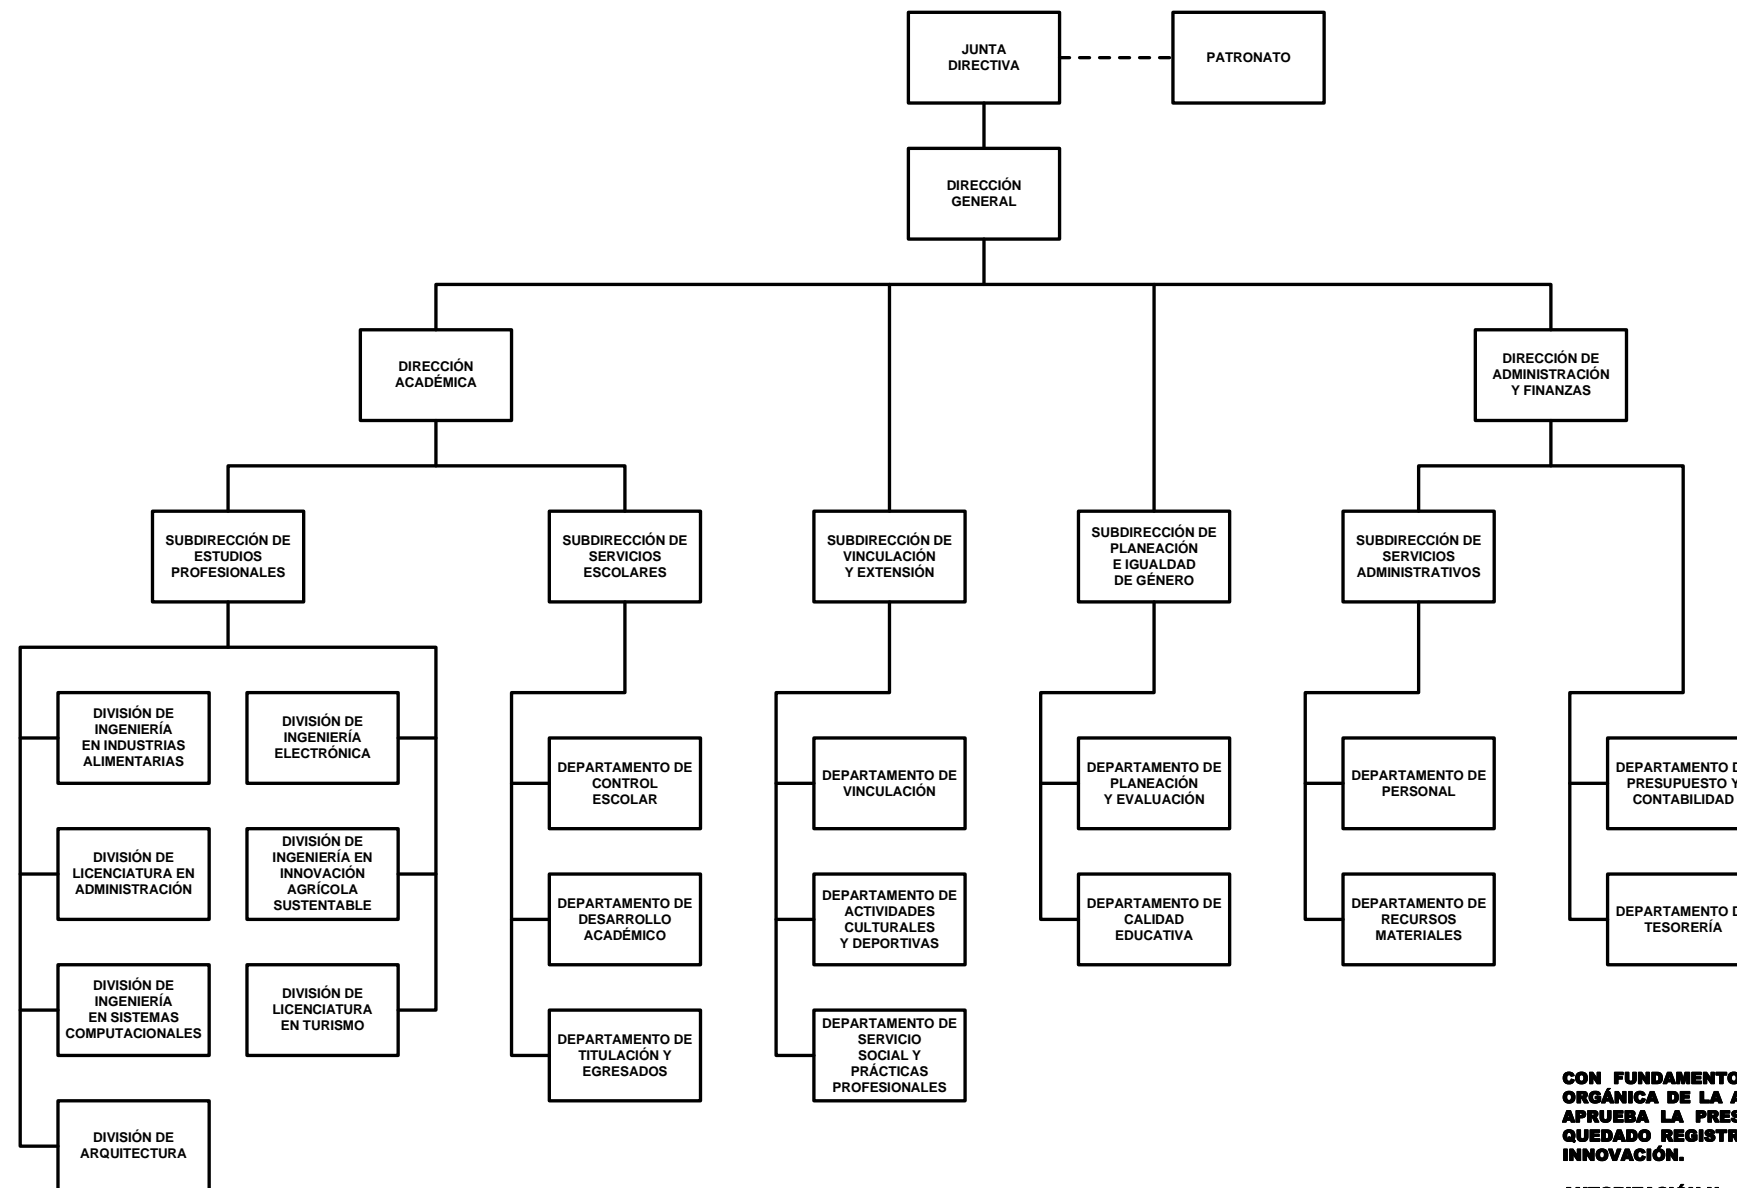 JUNTA
DIRECTIVA
PATRONATO
DIRECCIÓN
GENERAL
DIRECCIÓN
ACADÉMICA
DIRECCIÓN DE
ADMINISTRACIÓN
Y FINANZAS
SUBDIRECCIÓN DE
ESTUDIOS
PROFESIONALES
SUBDIRECCIÓN DE
SERVICIOS
ESCOLARES
SUBDIRECCIÓN DE
VINCULACIÓN
Y EXTENSIÓN
SUBDIRECCIÓN DE
PLANEACIÓN
E IGUALDAD
DE GÉNERO
SUBDIRECCIÓN DE
SERVICIOS
ADMINISTRATIVOS
DIVISIÓN DE
INGENIERÍA
EN INDUSTRIAS
ALIMENTARIAS
DIVISIÓN DE
INGENIERÍA
ELECTRÓNICA
DIVISIÓN DE
LICENCIATURA EN
ADMINISTRACIÓN
DIVISIÓN DE
INGENIERÍA EN
INNOVACIÓN
AGRÍCOLA
SUSTENTABLE
DIVISIÓN DE
INGENIERÍA
EN SISTEMAS
COMPUTACIONALES
DIVISIÓN DE
LICENCIATURA
EN TURISMO
DIVISIÓN DE
ARQUITECTURA
DEPARTAMENTO DE
CONTROL
ESCOLAR
DEPARTAMENTO DE
DESARROLLO
ACADÉMICO
DEPARTAMENTO DE
TITULACIÓN Y
EGRESADOS
DEPARTAMENTO DE
VINCULACIÓN
DEPARTAMENTO DE
ACTIVIDADES
CULTURALES
Y DEPORTIVAS
DEPARTAMENTO DE
SERVICIO
SOCIAL Y
PRÁCTICAS
PROFESIONALES
DEPARTAMENTO DE
PLANEACIÓN
Y EVALUACIÓN
DEPARTAMENTO DE
CALIDAD
EDUCATIVA
DEPARTAMENTO DE
PERSONAL
DEPARTAMENTO DE
RECURSOS
MATERIALES
DEPARTAMENTO
PRESUPUESTO Y
CONTABILIDAD
DEPARTAMENTO
TESORERÍA
CON FUNDAMENTO
ORGÁNICA DE LA
APRUEBA LA
QUEDADO
INNOVACIÓN.